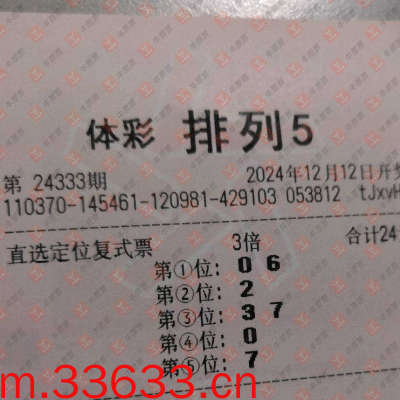 体彩 排列5
第 24333期 2024年12月12日开奖
110370-145461-120981-429103 053812 tJxvH
直选定位复式票 3倍 合计24
第①位: 0 6
第②位: 2
第③位: 3 7
第④位: 0
第⑤位: 7
m.33633.cn